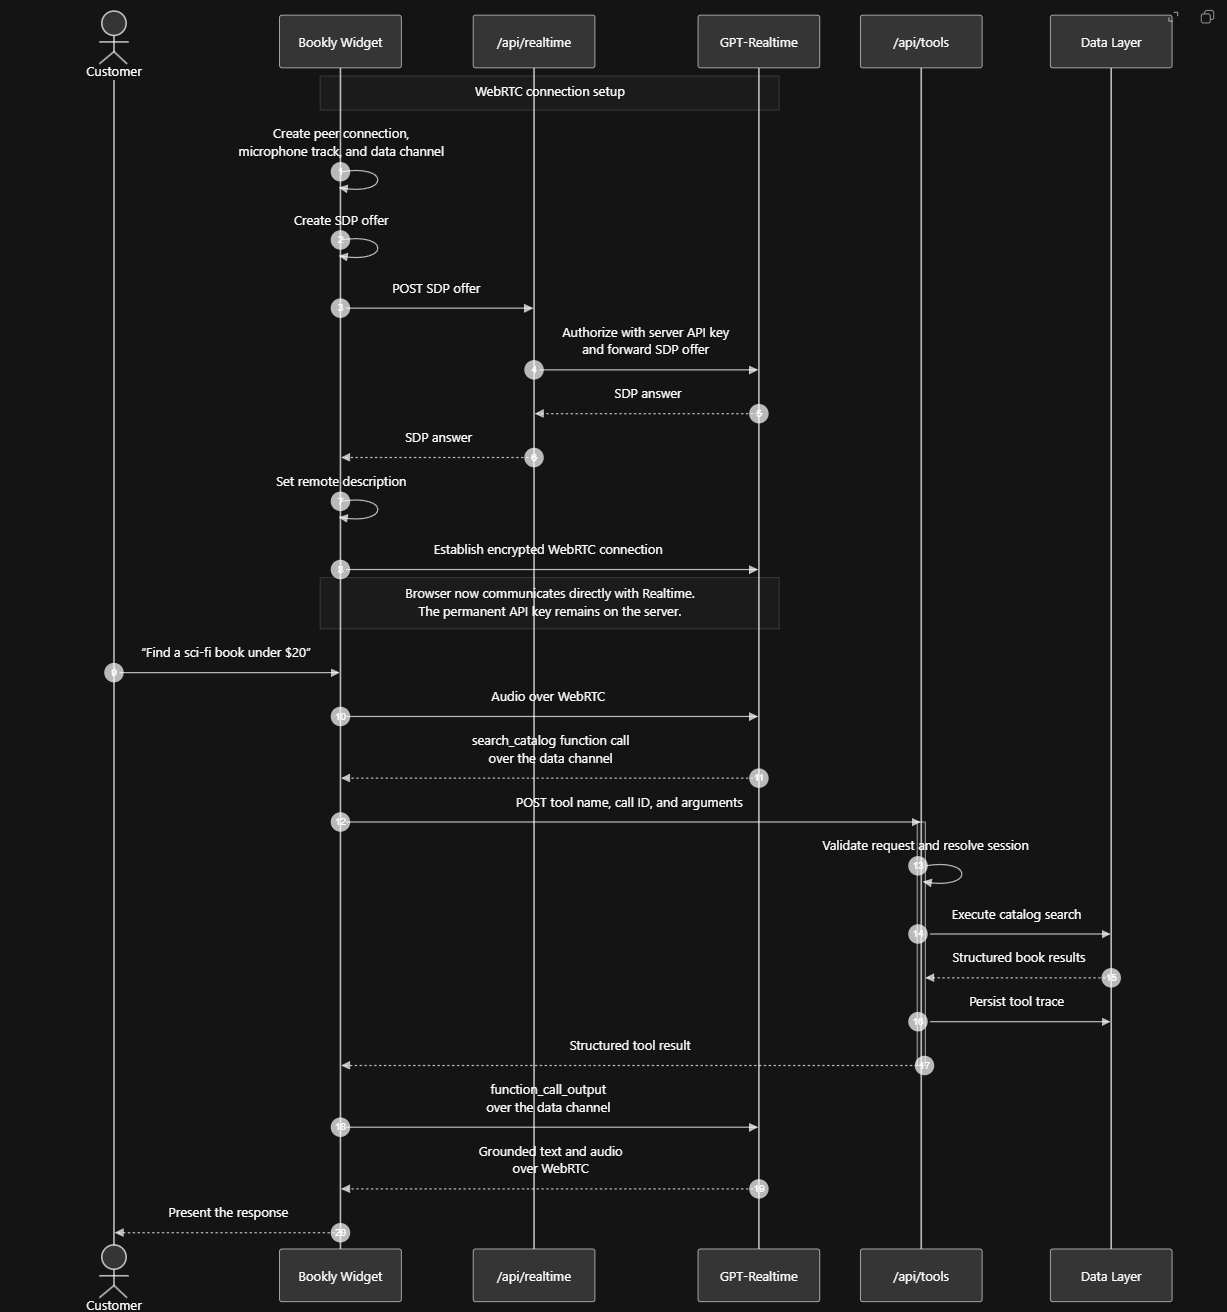 Customer
Bookly Widget
/api/realtime
GPT-Realtime
/api/tools
Data Layer
WebRTC connection setup
Create peer connection,
microphone track, and data channel
1
Create SDP offer
2
POST SDP offer
3
Authorize with server API key
and forward SDP offer
4
SDP answer
5
SDP answer
6
Set remote description
7
Establish encrypted WebRTC connection
8
Browser now communicates directly with Realtime.
The permanent API key remains on the server.
“Find a sci-fi book under $20”
9
Audio over WebRTC
10
search_catalog function call
over the data channel
11
POST tool name, call ID, and arguments
12
Validate request and resolve session
13
Execute catalog search
14
Structured book results
15
Persist tool trace
16
Structured tool result
17
function_call_output
over the data channel
18
Grounded text and audio
over WebRTC
19
Present the response
20
Customer
Bookly Widget
/api/realtime
GPT-Realtime
/api/tools
Data Layer